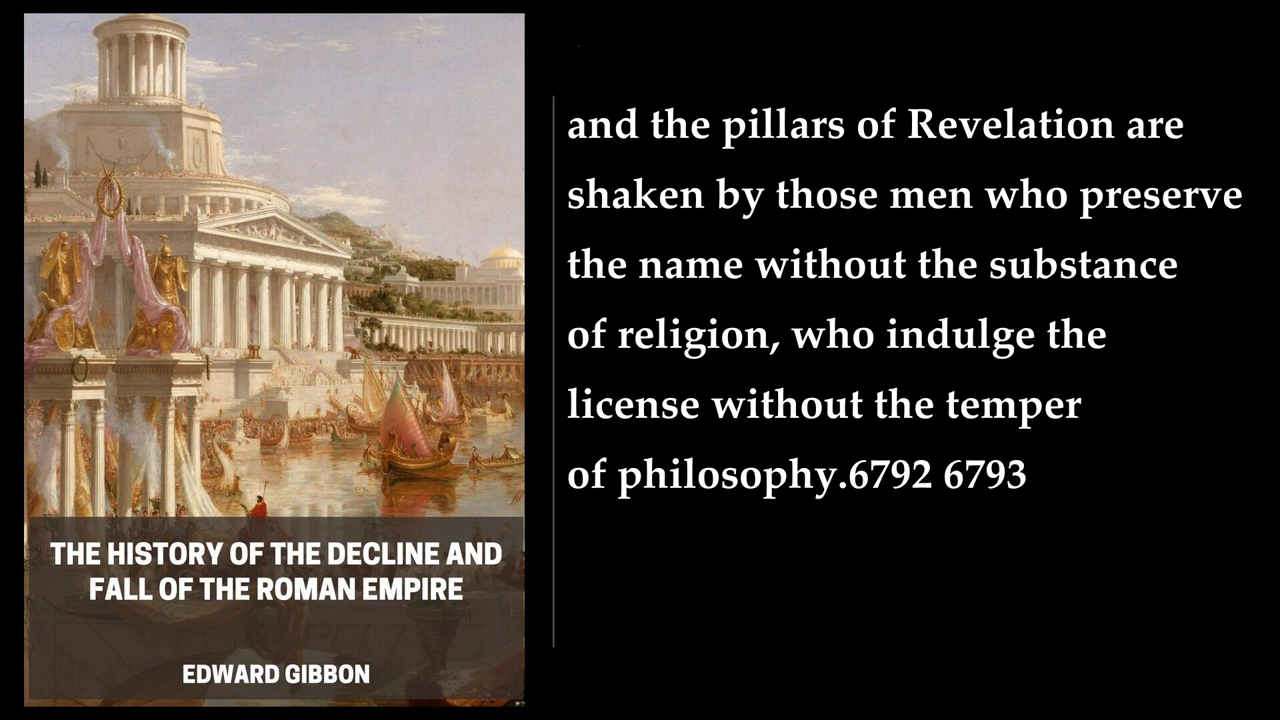 and the pillars of Revelation are
shaken by those men who preserve
the name without the substance
of religion, who indulge the
license without the temper
of philosophy.6792 6793
THE HISTORY OF THE DECLINE AND
FALL OF THE ROMAN EMPIRE
EDWARD GIBBON